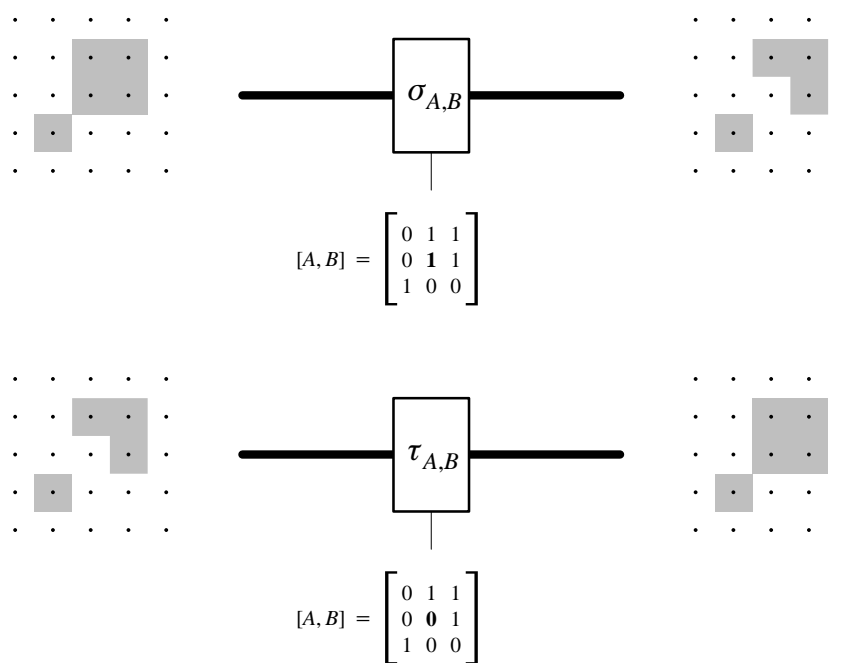 σ_{A,B}
[A, B] = [ 0 1 1
0 1 1
1 0 0 ]
τ_{A,B}
[A, B] = [ 0 1 1
0 0 1
1 0 0 ]